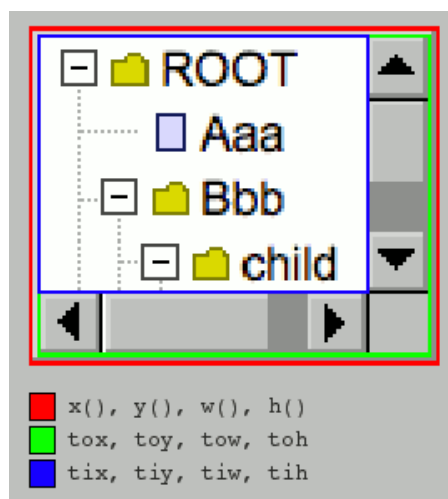 ROOT
Aaa
Bbb
child
x(), y(), w(), h()
tox, toy, tow, toh
tix, tiy, tiw, tih